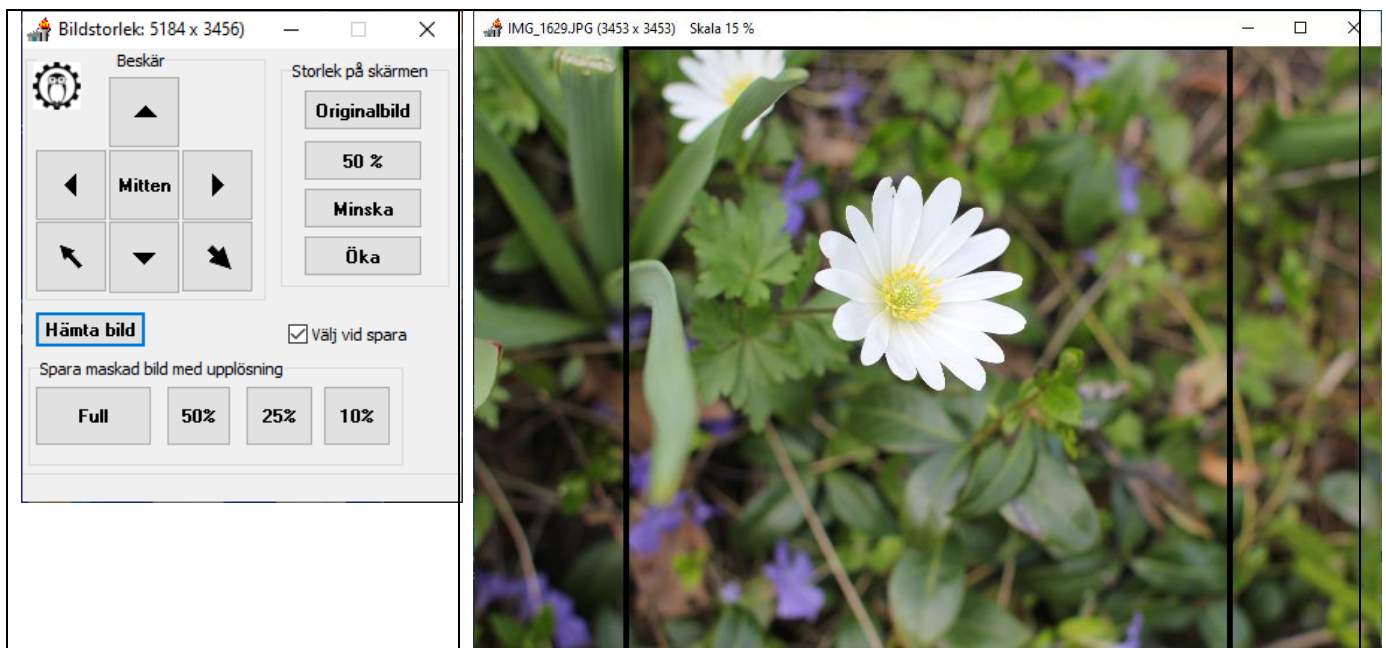 Bildstorlek: 5184 x 3456)
Beskär
Storlek på skärmen
Originalbild
50 %
Mitten
Minska
Öka
Hämta bild
Välj vid spara
Spara maskad bild med upplösning
Full
50%
25%
10%
IMG_1629.JPG (3453 x 3453) Skala 15 %